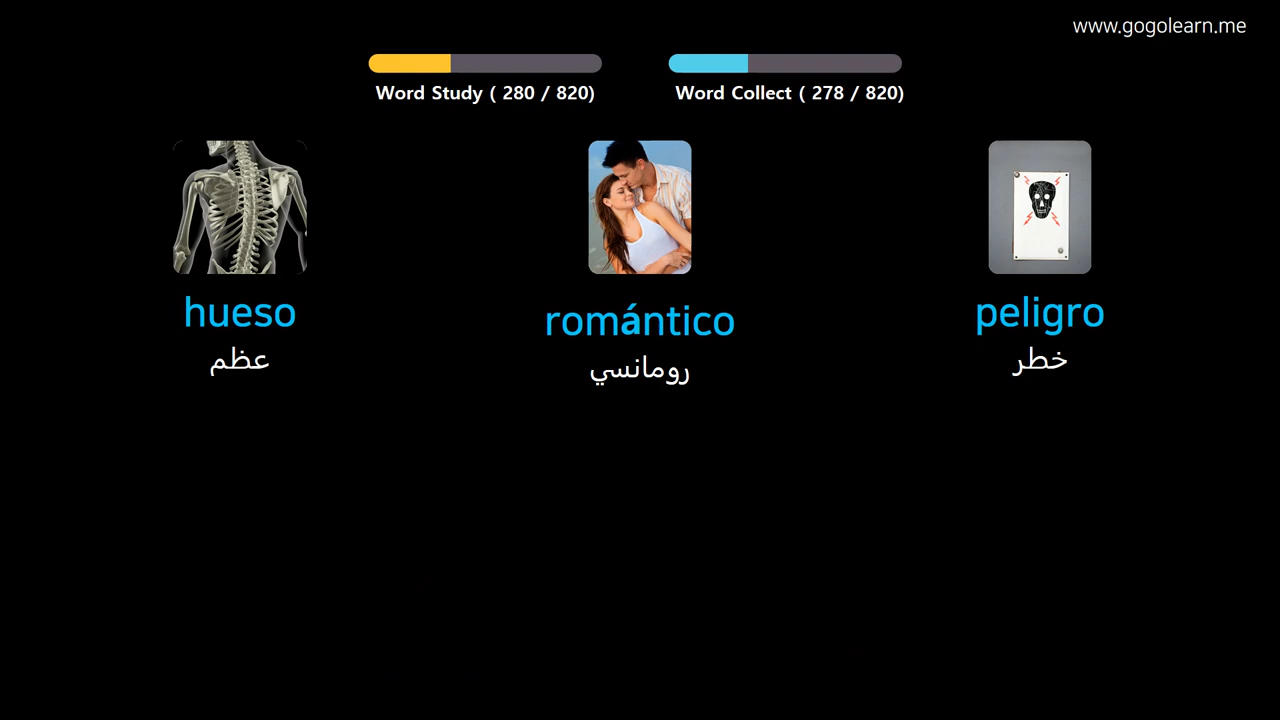 www.gogolearn.me
Word Study ( 280 / 820)
Word Collect ( 278 / 820)
hueso
عظم
romántico
رومانسي
peligro
خطر